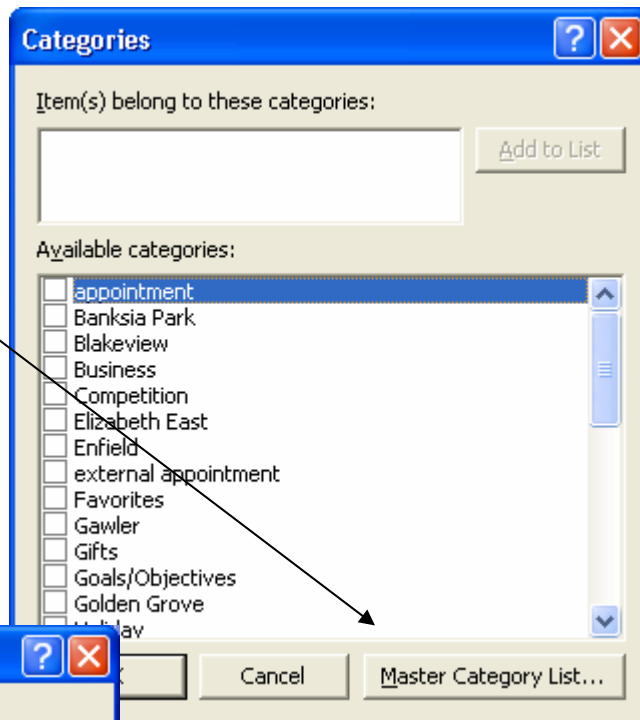 Categories
Item(s) belong to these categories:
Add to List
Available categories:
appointment
Banksia Park
Blakeview
Business
Competition
Elizabeth East
Enfield
external appointment
Favorites
Gawler
Gifts
Goals/Objectives
Golden Grove
Cancel
Master Category List...